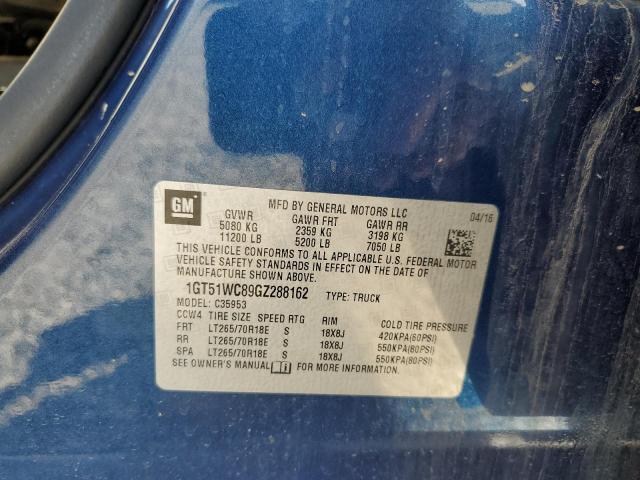 GM
MFD BY GENERAL MOTORS LLC
04/16
GVWR GAWR FRT GAWR RR
5080 KG 2359 KG 3198 KG
11200 LB 5200 LB 7050 LB
THIS VEHICLE CONFORMS TO ALL APPLICABLE U.S. FEDERAL MOTOR
VEHICLE SAFETY STANDARDS IN EFFECT ON THE DATE OF
MANUFACTURE SHOWN ABOVE.
1GT51WC89GZ288162 TYPE: TRUCK
MODEL: C35953
CCW4 TIRE SIZE SPEED RTG RIM COLD TIRE PRESSURE
FRT LT265/70R18E S 18X8J 420KPA(60PSI)
RR LT265/70R18E S 18X8J 550KPA(80PSI)
SPA LT265/70R18E S 18X8J 550KPA(80PSI)
SEE OWNER'S MANUAL FOR MORE INFORMATION.